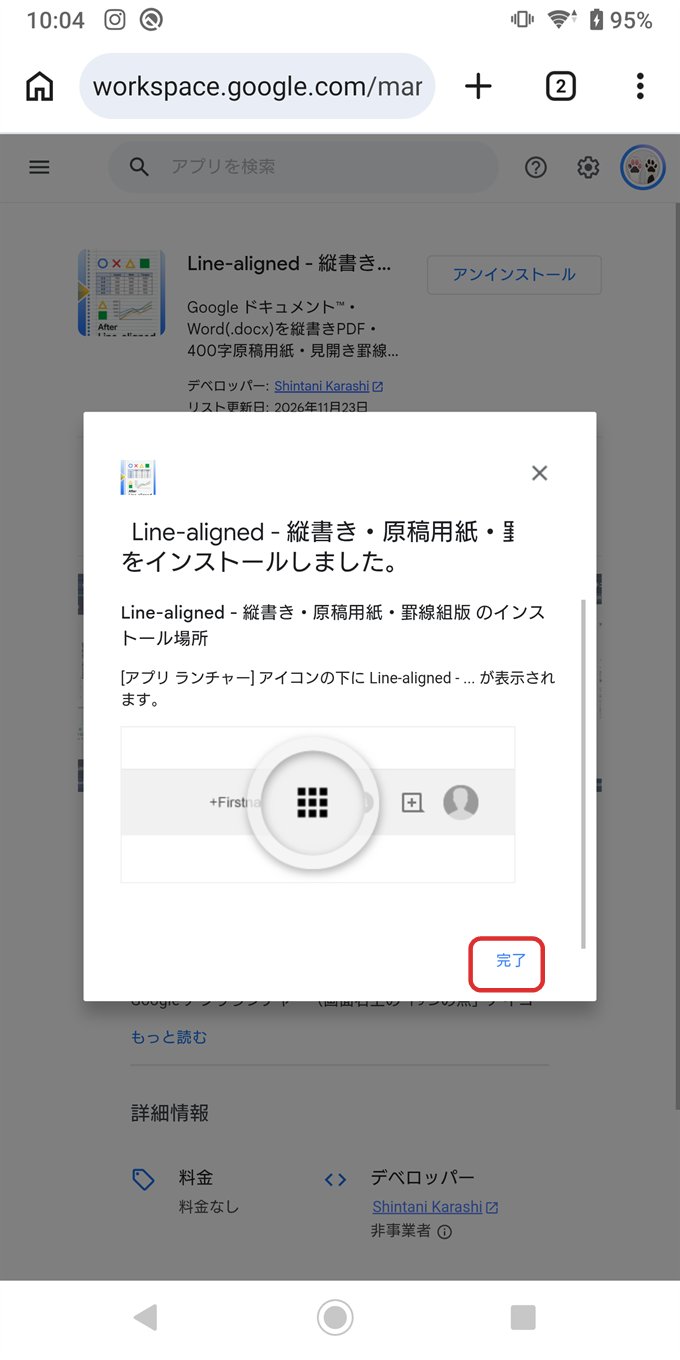 10:04
95%
workspace.google.com/mar
2
アプリを検索
Line-aligned - 縦書き...
アンインストール
Google ドキュメント™・
Word(.docx)を縦書きPDF・
400字原稿用紙・見開き罫線...
デベロッパー: Shintani Karashi
リスト更新日: 2026年11月23日
After
Line-aligned - 縦書き・原稿用紙・
をインストールしました。
Line-aligned - 縦書き・原稿用紙・罫線組版 のインス
トール場所
[アプリ ランチャー] アイコンの下に Line-aligned - ... が表示され
ます。
+Firstna
完了
もっと読む
詳細情報
料金
料金なし
デベロッパー
Shintani Karashi
非事業者